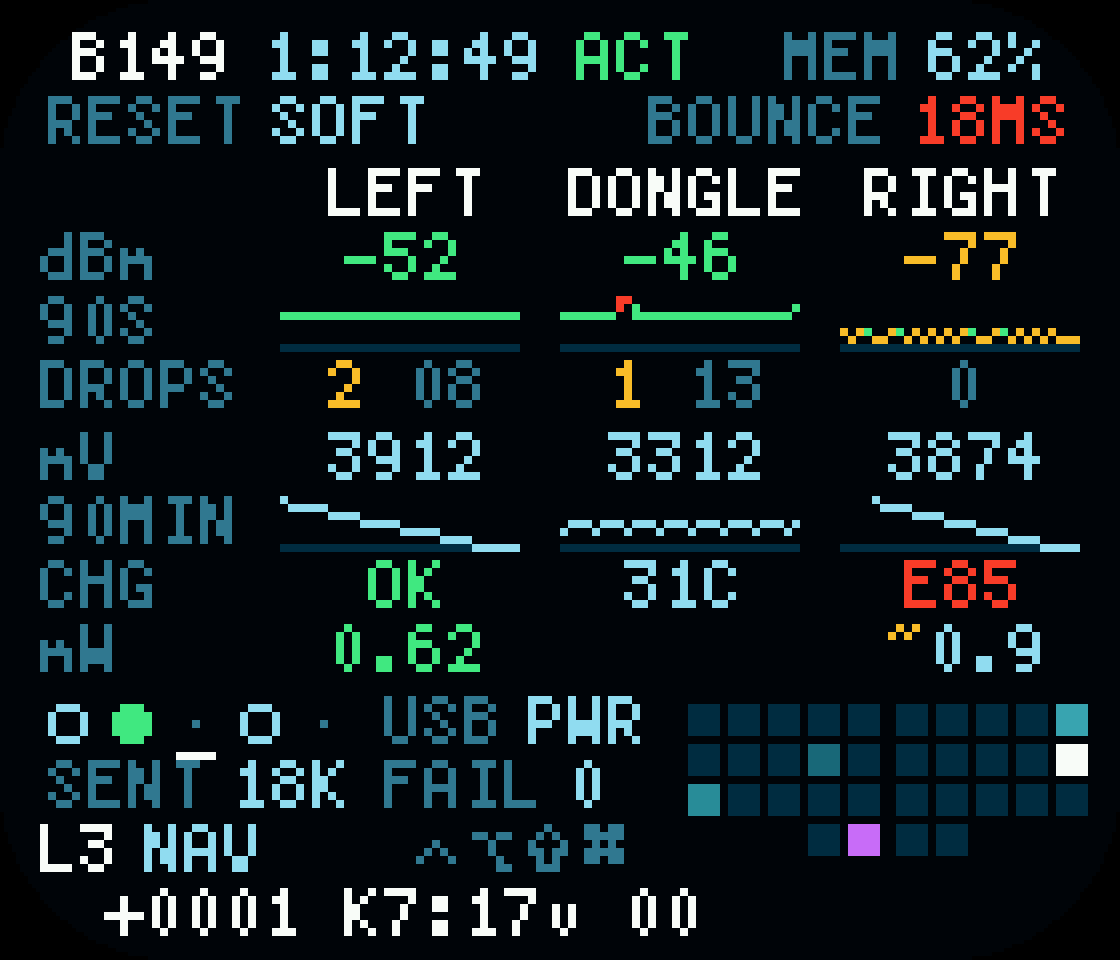 B149 1:12:49 ACT MEM 62%
RESET SOFT BOUNCE 18MS
LEFT DONGLE RIGHT
dBm -52 -46 -77
90S
DROPS 2 08 1 13 0
mV 3912 3312 3874
90MIN
CHG OK 31C E85
mW 0.62 ~0.9
USB PWR
SENT 18K FAIL 0
L3 NAV ^⌥⇧⌘
+0001 K7:17u 00